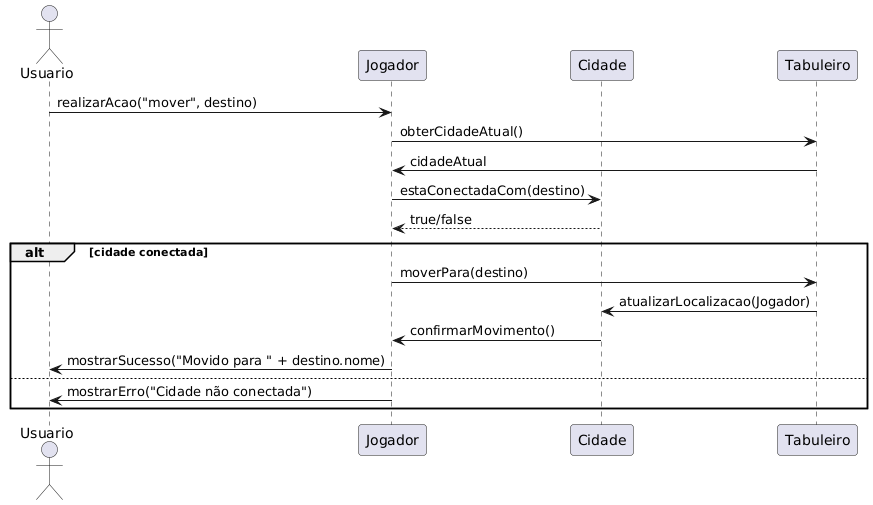 Usuario
Jogador
Cidade
Tabuleiro
realizarAcao("mover", destino)
obterCidadeAtual()
cidadeAtual
estaConectadaCom(destino)
true/false
alt
[cidade conectada]
moverPara(destino)
atualizarLocalizacao(Jogador)
confirmarMovimento()
mostrarSucesso("Movido para " + destino.nome)
mostrarErro("Cidade não conectada")
Usuario
Jogador
Cidade
Tabuleiro